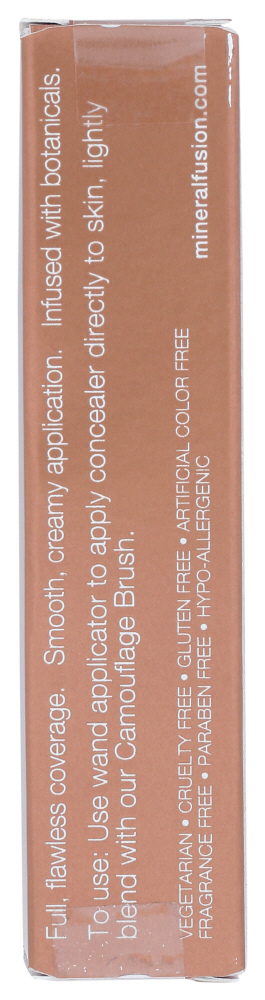 Full, flawless coverage. Smooth, creamy application. Infused with botanicals.
To use: Use wand applicator to apply concealer directly to skin, lightly
blend with our Camouflage Brush.
VEGETARIAN • CRUELTY FREE • GLUTEN FREE • ARTIFICIAL COLOR FREE
FRAGRANCE FREE • PARABEN FREE • HYPO-ALLERGENIC
mineralfusion.com